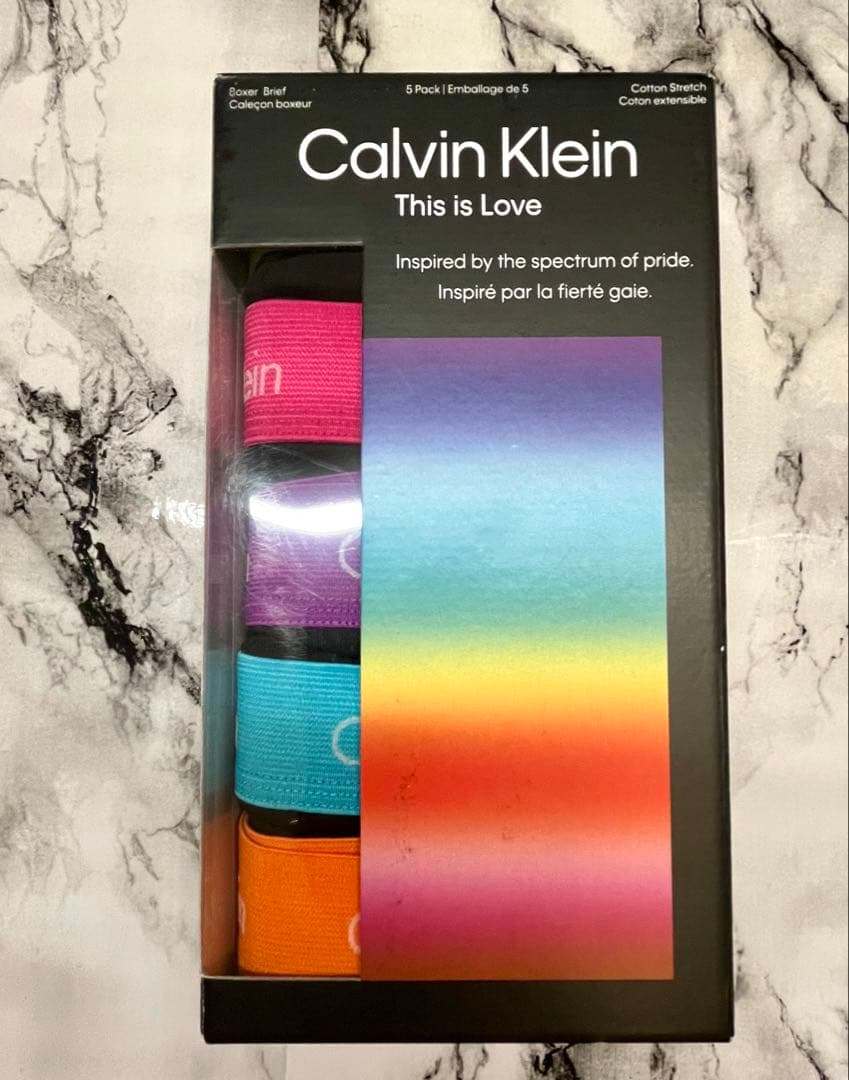 Boxer Brief
Caleçon boxeur
5 Pack | Emballage de 5
Cotton Stretch
Coton extensible
Calvin Klein
This is Love
Inspired by the spectrum of pride.
Inspiré par la fierté gaie.
ein
C
C
C